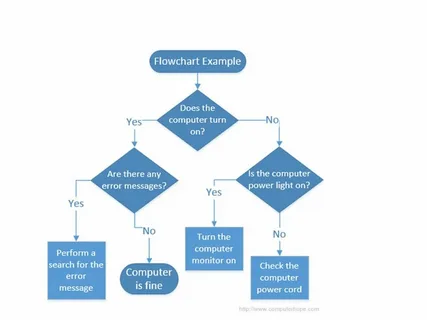 Flowchart Example
Does the
computer turn
on?
Yes
No
Are there any
error messages?
Is the computer
power light on?
Yes
No
Yes
No
Perform a
search for the
error
message
Computer
is fine
Turn the
computer
monitor on
Check the
computer
power cord
http://www.computerhope.com